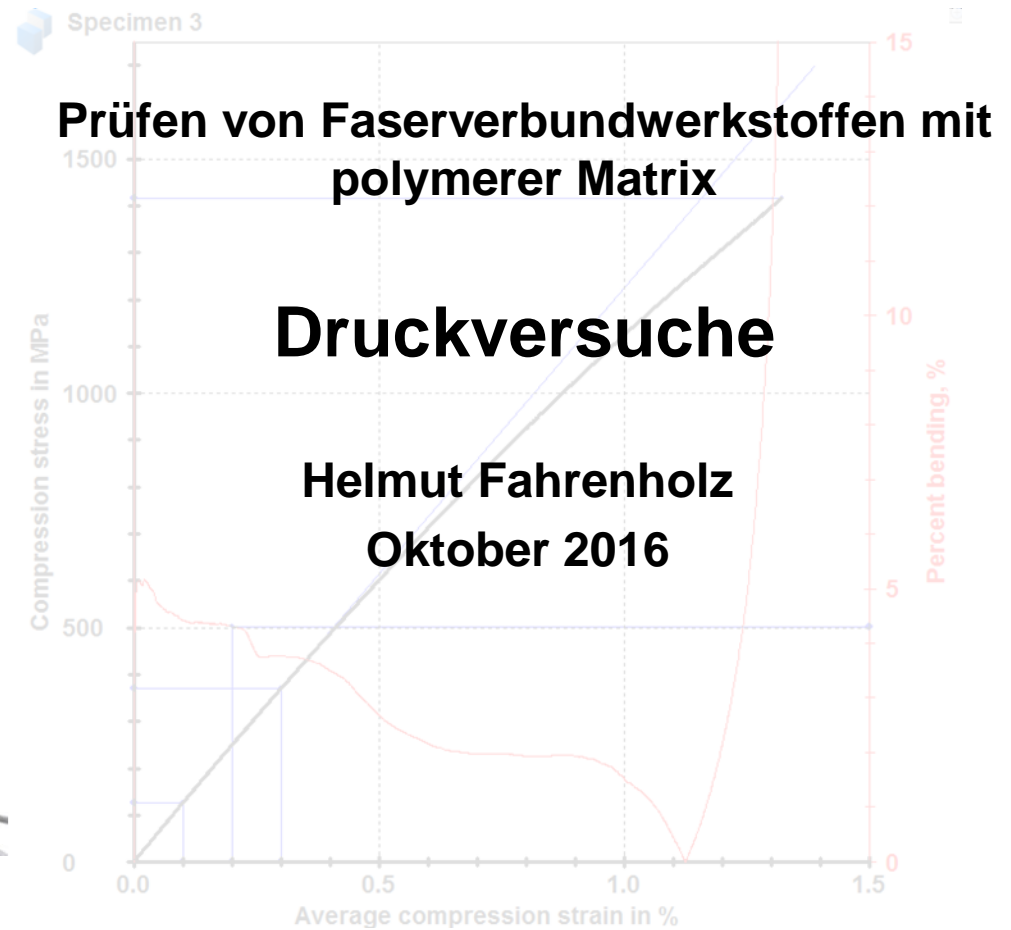 Specimen 3
Prüfen von Faserverbundwerkstoffen mit
polymerer Matrix
Druckversuche
Helmut Fahrenholz
Oktober 2016
Compression stress in MPa
1500
1000
500
0
15
10
5
0
Percent bending, %
0.0 0.5 1.0 1.5
Average compression strain in %